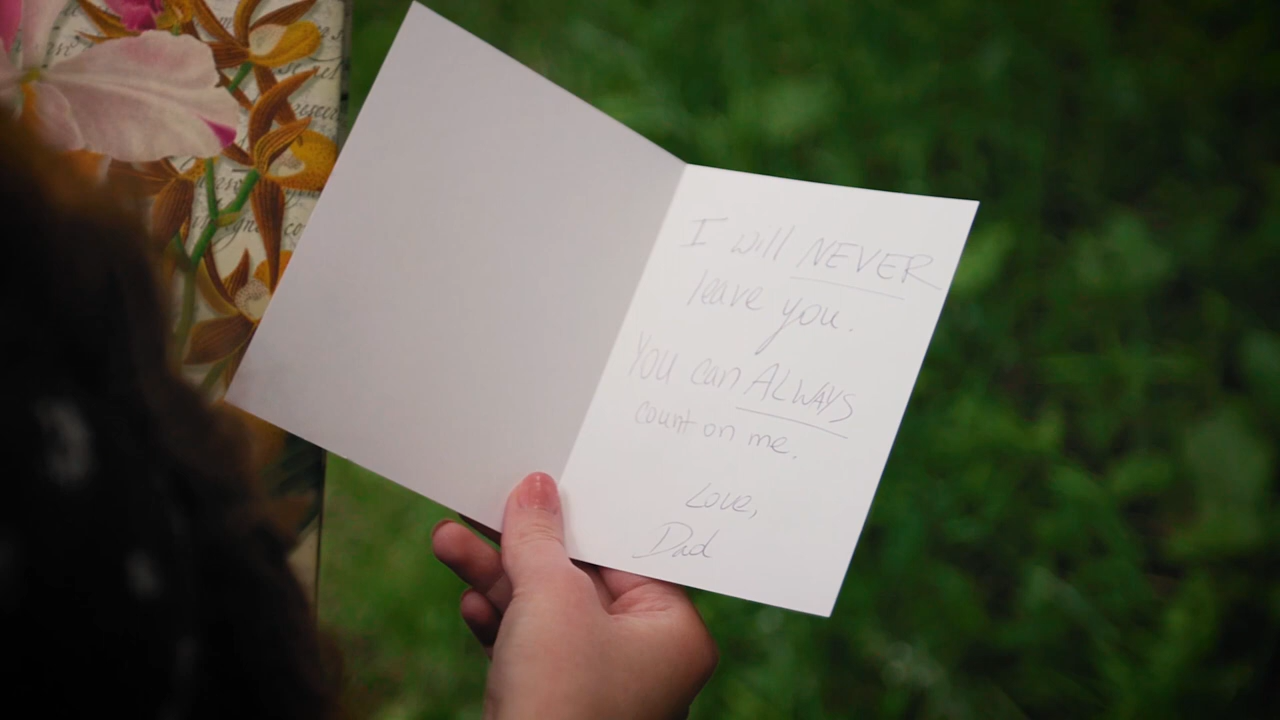 I will NEVER
leave you.
You can ALWAYS
count on me.
Love,
Dad